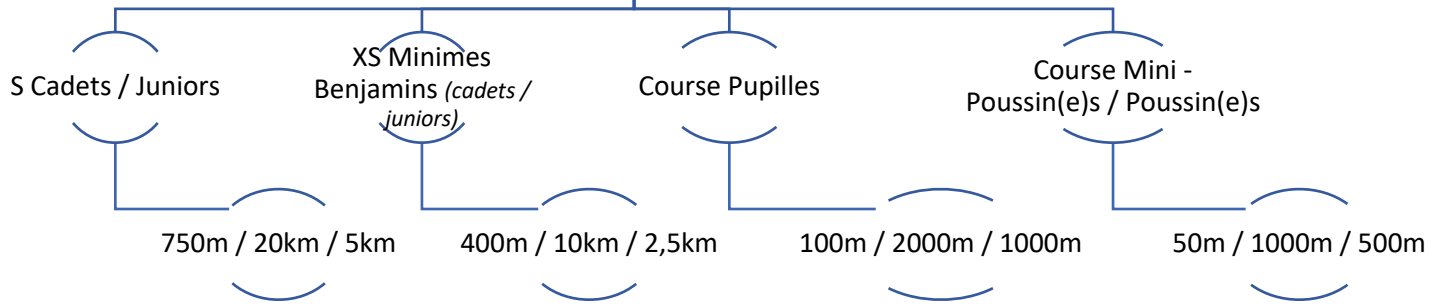 S Cadets / Juniors
XS Minimes
Benjamins (cadets /
juniors)
Course Pupilles
Course Mini -
Poussin(e)s / Poussin(e)s
750m / 20km / 5km
400m / 10km / 2,5km
100m / 2000m / 1000m
50m / 1000m / 500m